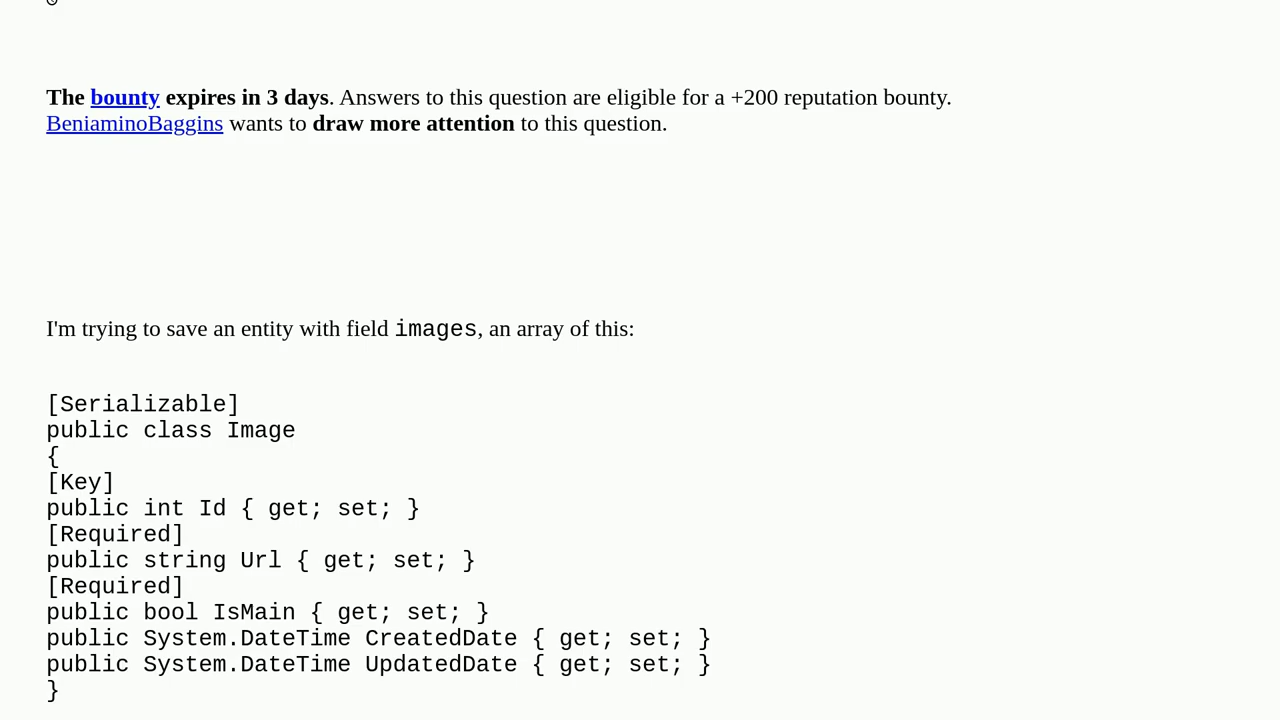 The bounty expires in 3 days. Answers to this question are eligible for a +200 reputation bounty.
BeniaminoBaggins wants to draw more attention to this question.
I'm trying to save an entity with field images, an array of this:
[Serializable]
public class Image
{
[Key]
public int Id { get; set; }
[Required]
public string Url { get; set; }
[Required]
public bool IsMain { get; set; }
public System.DateTime CreatedDate { get; set; }
public System.DateTime UpdatedDate { get; set; }
}